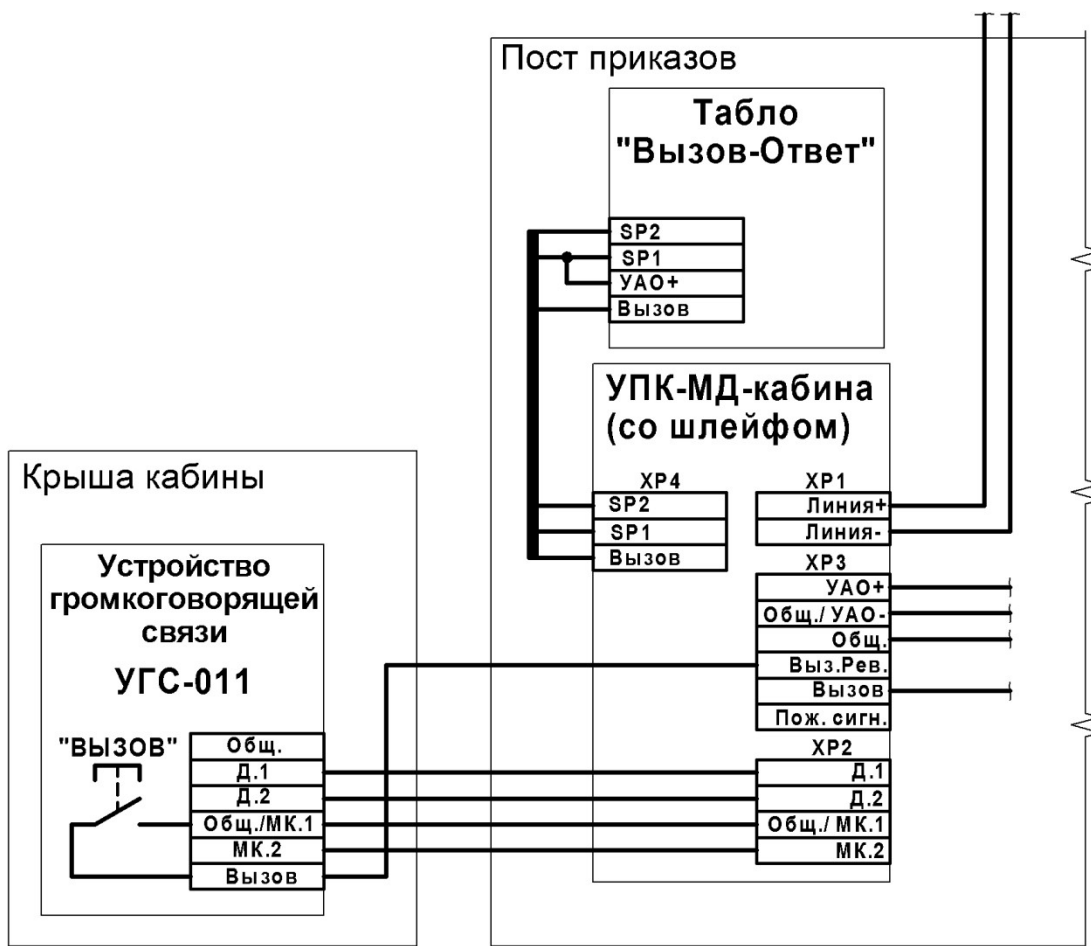 Пост приказов
Табло
"Вызов-Ответ"
SP2
SP1
УАО+
Вызов
УПК-МД-кабина
(со шлейфом)
XP4
SP2
SP1
Вызов
XP1
Линия+
Линия-
XP3
УАО+
Общ./ УАО-
Общ.
Выз.Рев.
Вызов
Пож. сигн.
XP2
Д.1
Д.2
Общ./ МК.1
МК.2
Крыша кабины
Устройство
громкоговорящей
связи
УГС-011
"ВЫЗОВ"
Общ.
Д.1
Д.2
Общ./МК.1
МК.2
Вызов